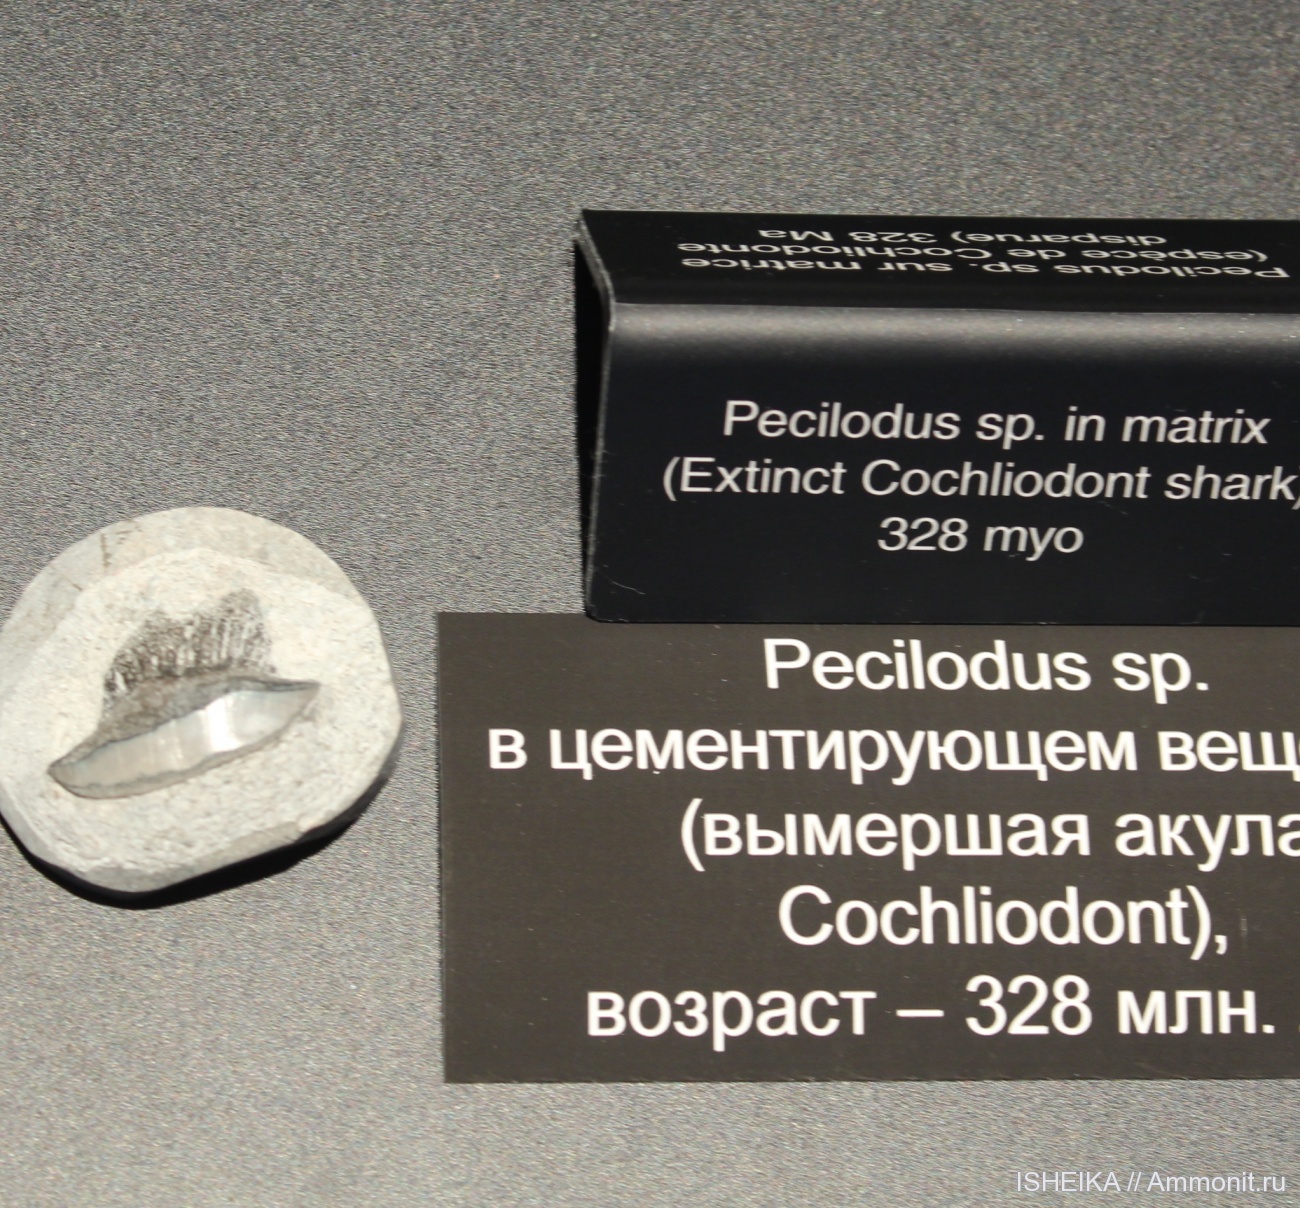 Pecilodus sp. sur matrice
(espèce de Cochliodonte
disparue) 328 Ma
Pecilodus sp. in matrix
(Extinct Cochliodont shark)
328 myo
Pecilodus sp.
в цементирующем
(вымершая акула
Cochliodont),
возраст – 328 млн.
ISHEIKA // Ammonit.ru